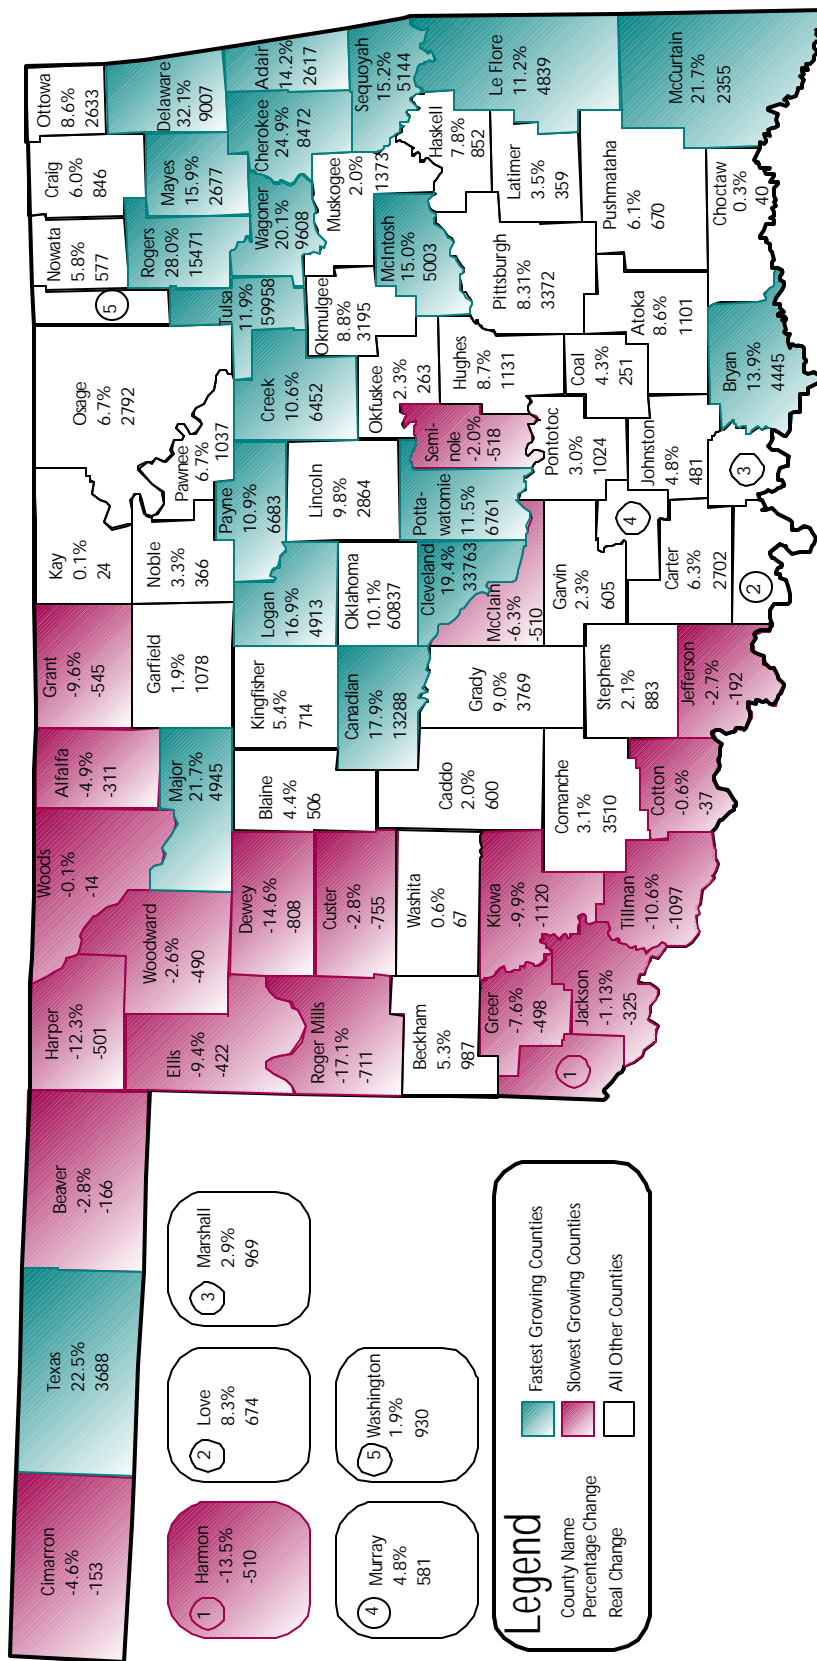 Cimarron
-4.6%
-153
Texas
22.5%
3688
Beaver
-2.8%
-166
Harper
-12.3%
-501
Woods
-0.1%
-14
Alfalfa
-4.9%
-311
Grant
-9.6%
-545
Kay
0.1%
24
Osage
6.7%
2792
5
Nowata
5.8%
577
Craig
6.0%
846
Ottowa
8.6%
2633
Ellis
-9.4%
-422
Woodward
-2.6%
-490
Major
21.7%
4945
Garfield
1.9%
1078
Noble
3.3%
366
Pawnee
6.7%
1037
Rogers
28.0%
15471
Mayes
15.9%
2677
Delaware
32.1%
9007
Roger Mills
-17.1%
-711
Dewey
-14.6%
-808
Custer
-2.8%
-755
Blaine
4.4%
506
Kingfisher
5.4%
714
Logan
16.9%
4913
Payne
10.9%
6683
Creek
10.6%
6452
Tulsa
11.9%
59958
Wagoner
20.1%
9608
Cherokee
24.9%
8472
Adair
14.2%
2617
Canadian
17.9%
13288
Oklahoma
10.1%
60837
Lincoln
9.8%
2864
Okfuskee
2.3%
263
Okmulgee
8.8%
3195
Muskogee
2.0%
1373
Sequoyah
15.2%
5144
Beckham
5.3%
987
Washita
0.6%
67
Caddo
2.0%
600
Grady
9.0%
3769
McClain
-6.3%
-510
Cleveland
19.4%
33763
Potta-
watomie
11.5%
6761
Semi-
nole
-2.0%
-518
Hughes
8.7%
1131
McIntosh
15.0%
5003
Haskell
7.8%
852
Le Flore
11.2%
4839
1
Greer
-7.6%
-498
Kiowa
-9.9%
-1120
Jackson
-1.13%
-325
Tillman
-10.6%
-1097
Comanche
3.1%
3510
Cotton
-0.6%
-37
Stephens
2.1%
883
Jefferson
-2.7%
-192
Garvin
2.3%
605
4
Pontotoc
3.0%
1024
Coal
4.3%
251
Pittsburgh
8.31%
3372
Latimer
3.5%
359
Carter
6.3%
2702
2
Johnston
4.8%
481
3
Atoka
8.6%
1101
Bryan
13.9%
4445
Pushmataha
6.1%
670
Choctaw
0.3%
40
McCurtain
21.7%
2355
1
Harmon
-13.5%
-510
2
Love
8.3%
674
3
Marshall
2.9%
969
4
Murray
4.8%
581
5
Washington
1.9%
930
Legend
County Name
Percentage Change
Real Change
Fastest Growing Counties
Slowest Growing Counties
All Other Counties